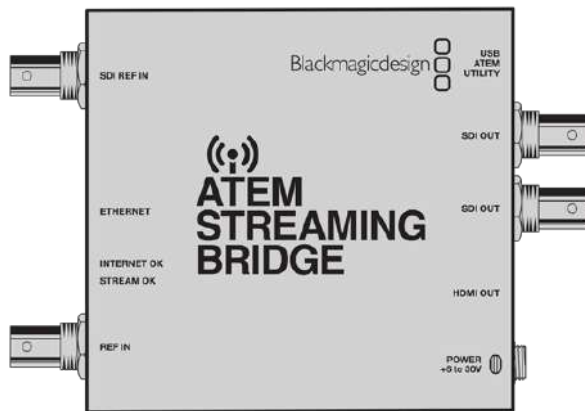 Blackmagicdesign
USB
ATEM
UTILITY
SDI REF IN
SDI OUT
ATEM
STREAMING
BRIDGE
ETHERNET
SDI OUT
INTERNET OK
STREAM OK
HDMI OUT
REF IN
POWER
+6 to 30V